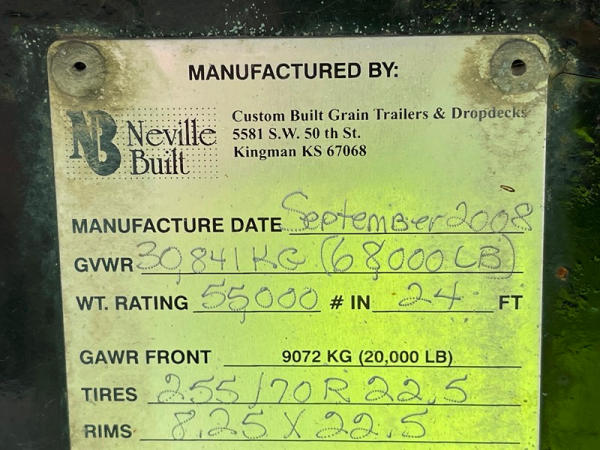 MANUFACTURED BY:
NB Neville Built
Custom Built Grain Trailers & Dropdecks
5581 S.W. 50 th St.
Kingman KS 67068
MANUFACTURE DATE September 2008
GVWR 30,841 KG (68,000 LB)
WT. RATING 55,000 # IN 24 FT
GAWR FRONT 9072 KG (20,000 LB)
TIRES 255/70R22.5
RIMS 8.25 X 22.5